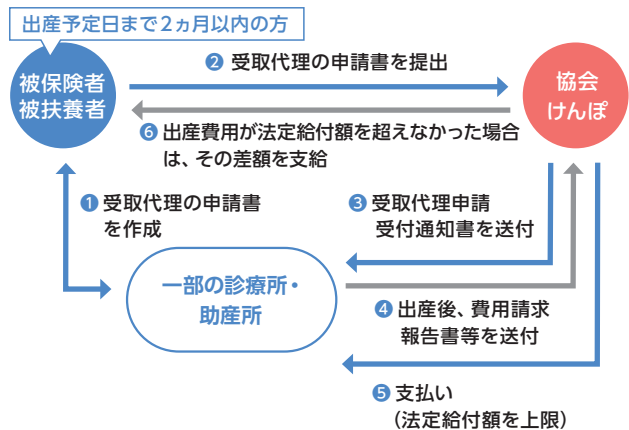 出産予定日まで2ヵ月以内の方
被保険者
被扶養者
❷ 受取代理の申請書を提出
協会
けんぽ
❻ 出産費用が法定給付額を超えなかった場合
は、その差額を支給
❶ 受取代理の申請書
を作成
❸ 受取代理申請
受付通知書を送付
一部の診療所・
助産所
❹ 出産後、費用請求
報告書等を送付
❺ 支払い
（法定給付額を上限）